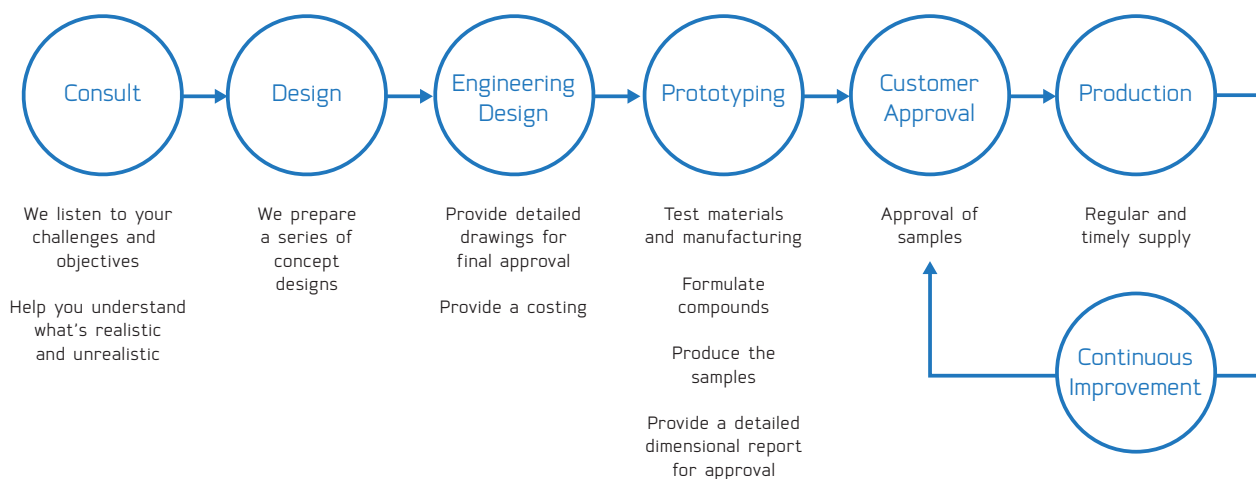 Consult
Design
Engineering
Design
Prototyping
Customer
Approval
Production
We listen to your
challenges and
objectives
Help you understand
what's realistic
and unrealistic
We prepare
a series of
concept
designs
Provide detailed
drawings for
final approval
Provide a costing
Test materials
and manufacturing
Formulate
compounds
Produce the
samples
Provide a detailed
dimensional report
for approval
Approval of
samples
Regular and
timely supply
Continuous
Improvement